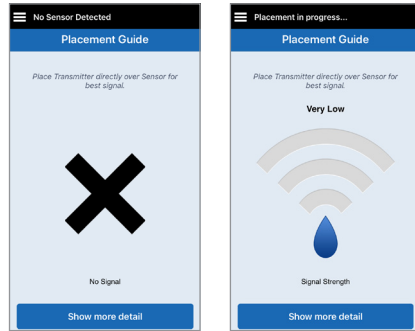 No Sensor Detected
Placement Guide
Place Transmitter directly over Sensor for
best signal.
No Signal
Show more detail
Placement in progress...
Placement Guide
Place Transmitter directly over Sensor for
best signal.
Very Low
Signal Strength
Show more detail